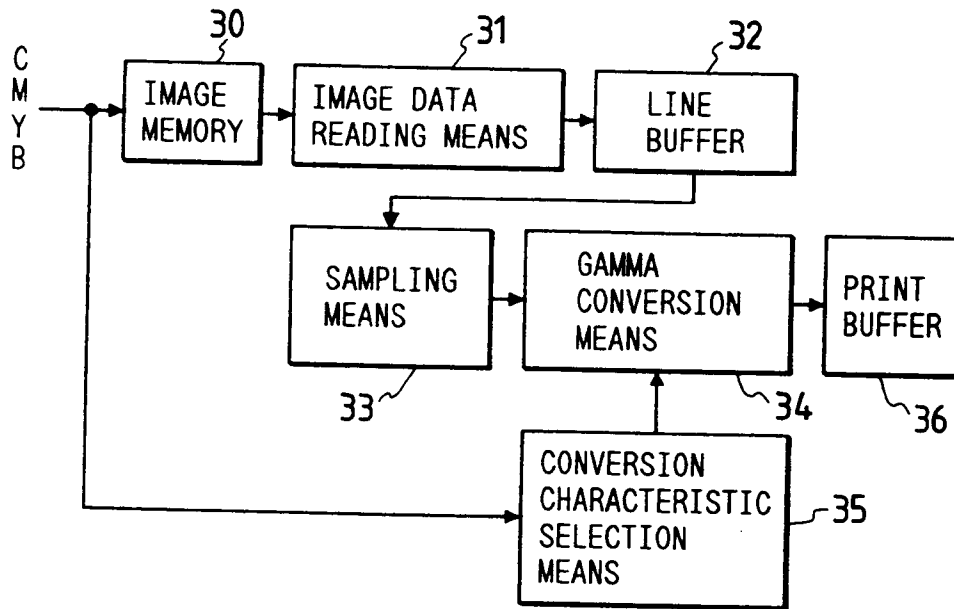 C
M
Y
B
30
IMAGE
MEMORY
31
IMAGE DATA
READING MEANS
32
LINE
BUFFER
SAMPLING
MEANS
33
GAMMA
CONVERSION
MEANS
34
PRINT
BUFFER
36
CONVERSION
CHARACTERISTIC
SELECTION
MEANS
35